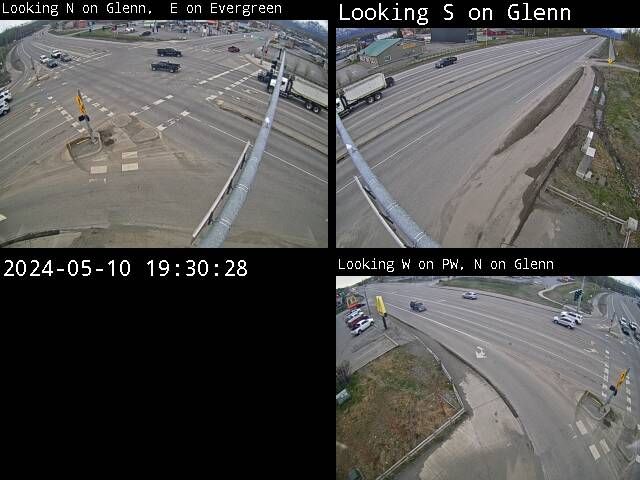 Looking N on Glenn,  E on Evergreen
Looking S on Glenn
2024-05-10 19:30:28
Looking W on PW, N on Glenn